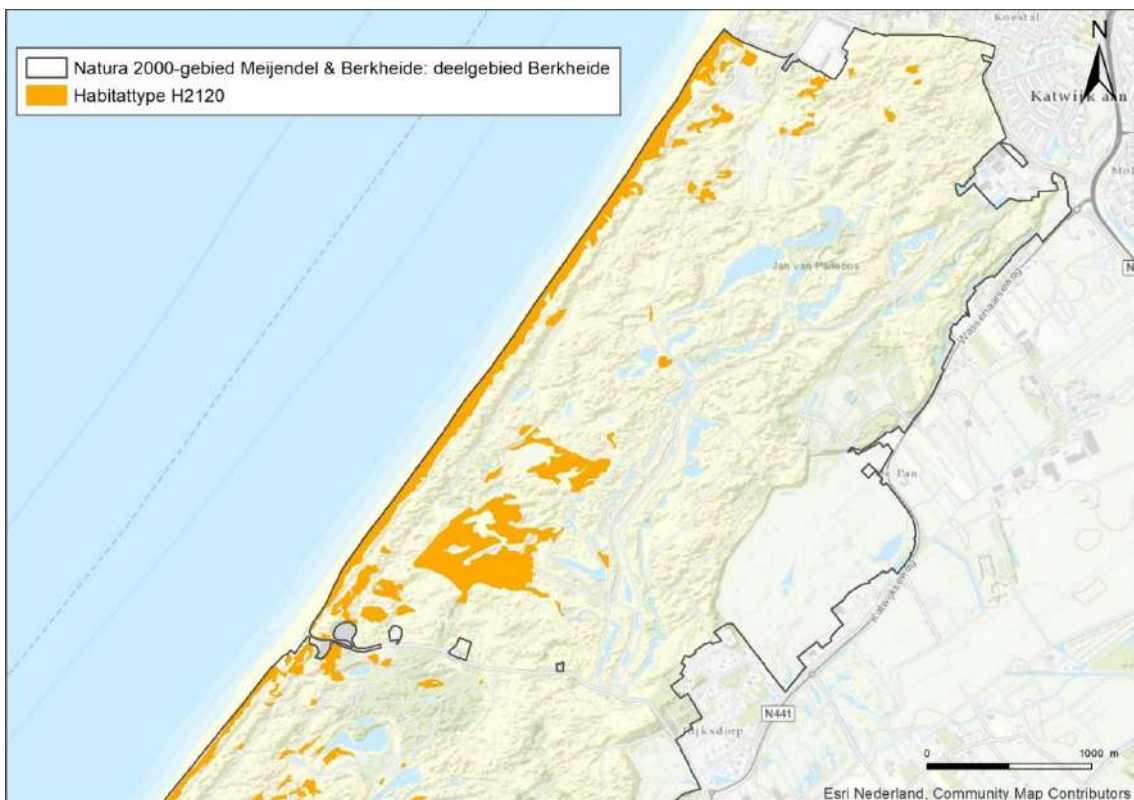 Natura 2000-gebied Meijendel & Berkheide: deelgebied Berkheide
Habitattype H2120
Koestal
N
Katwijk aan
Mol
N
Jan van Pallebos
Wassenaarseweg
Pan
Katwijkseweg
N441
Rijksdorp
0 1000 m
Esri Nederland, Community Map Contributors